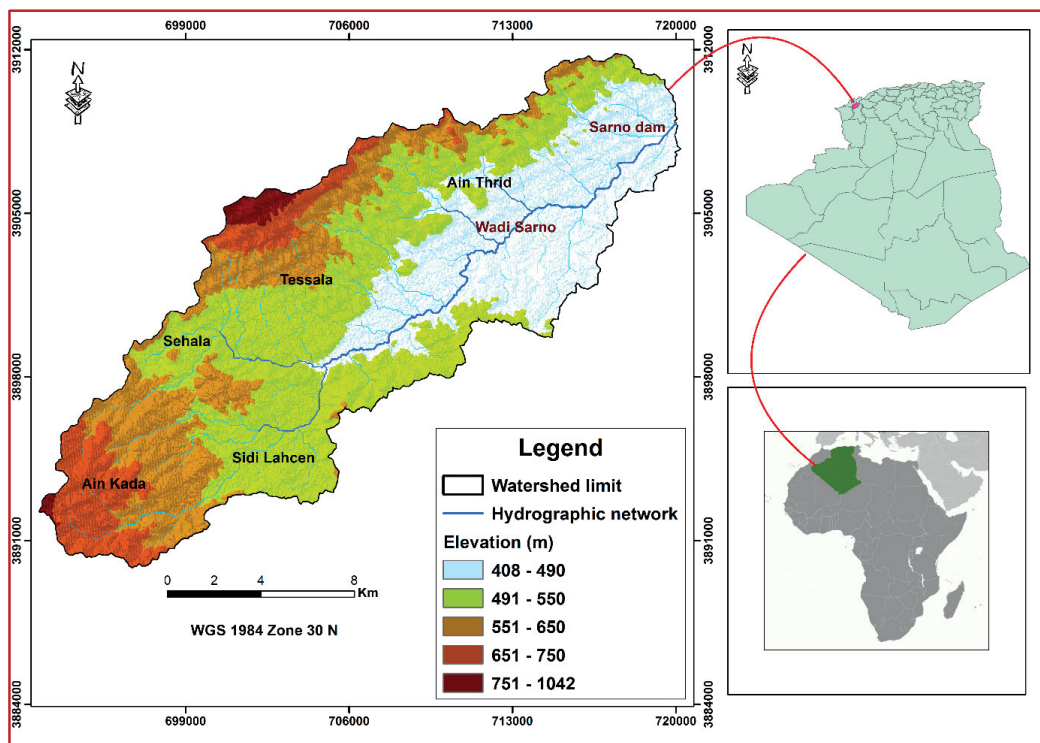 699000 706000 713000 720000
3912000 3912000
N
N
Sarno dam
Ain Thrid
3905000 3905000
Wadi Sarno
Tessala
Sehala
3898000 3898000
Legend
Sidi Lahcen
Watershed limit
Ain Kada
Hydrographic network
3891000 3891000
Elevation (m)
408 - 490
0 2 4 8
Km
491 - 550
551 - 650
WGS 1984 Zone 30 N
651 - 750
751 - 1042
3884000 3884000
699000 706000 713000 720000